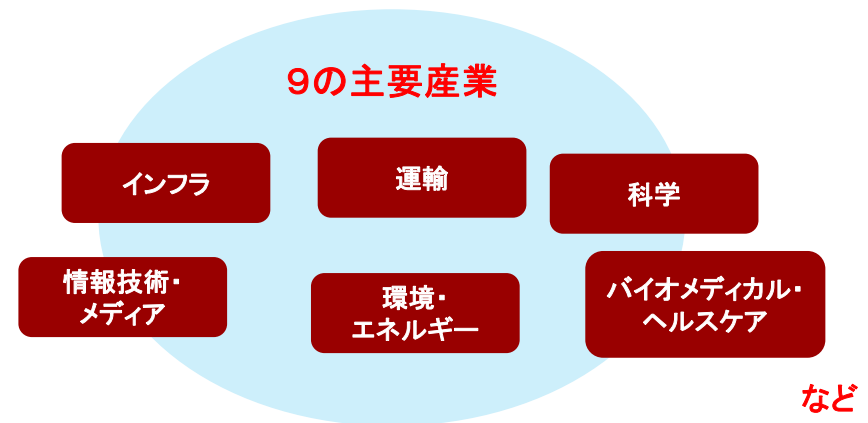 ９の主要産業
インフラ
運輸
科学
情報技術・
メディア
環境・
エネルギー
バイオメディカル・
ヘルスケア
など